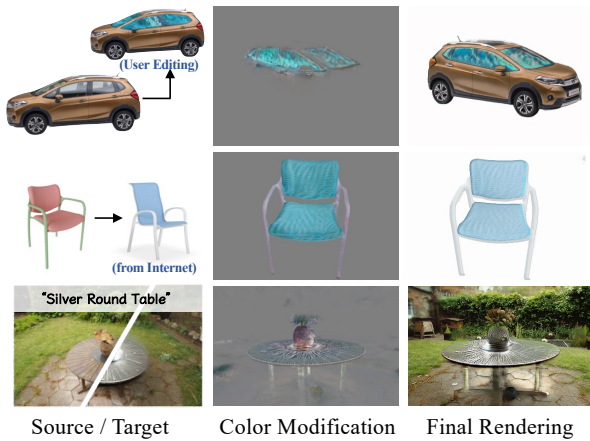 (User Editing)
(from Internet)
"Silver Round Table"
Source / Target
Color Modification
Final Rendering